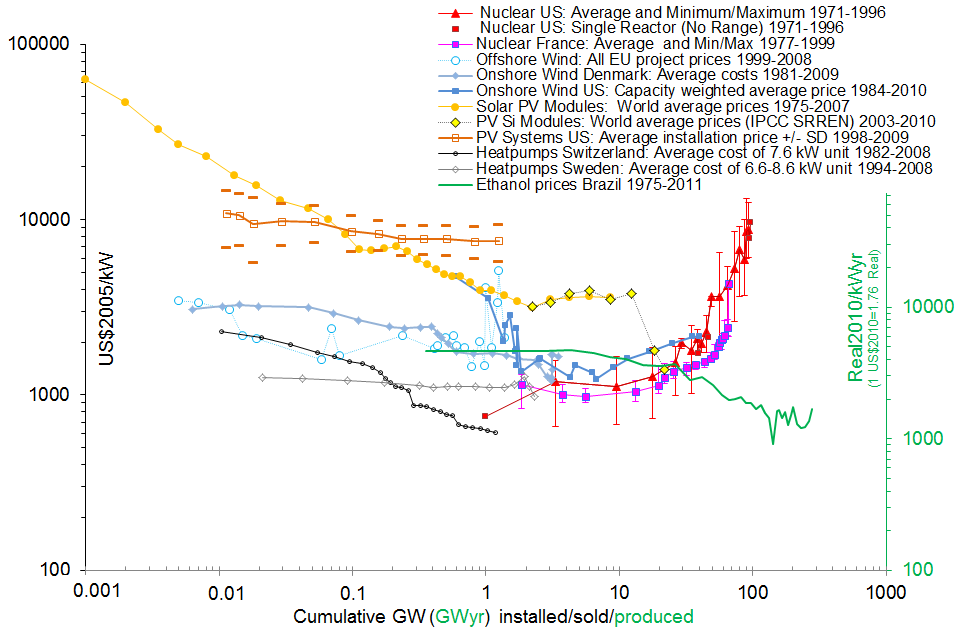 Nuclear US: Average and Minimum/Maximum 1971-1996
Nuclear US: Single Reactor (No Range) 1971-1996
Nuclear France: Average and Min/Max 1977-1999
Offshore Wind: All EU project prices 1999-2008
Onshore Wind Denmark: Average costs 1981-2009
Onshore Wind US: Capacity weighted average price 1984-2010
Solar PV Modules: World average prices 1975-2007
PV Si Modules: World average prices (IPCC SRREN) 2003-2010
PV Systems US: Average installation price +/- SD 1998-2009
Heatpumps Switzerland: Average cost of 7.6 kW unit 1982-2008
Heatpumps Sweden: Average cost of 6.6-8.6 kW unit 1994-2008
Ethanol prices Brazil 1975-2011
100000
10000
1000
100
US$2005/kW
10000
1000
100
Real2010/kWyr
(1 US$2010=1.76 Real)
0.001
0.01
0.1
1
10
100
1000
Cumulative GW (GWyr) installed/sold/produced